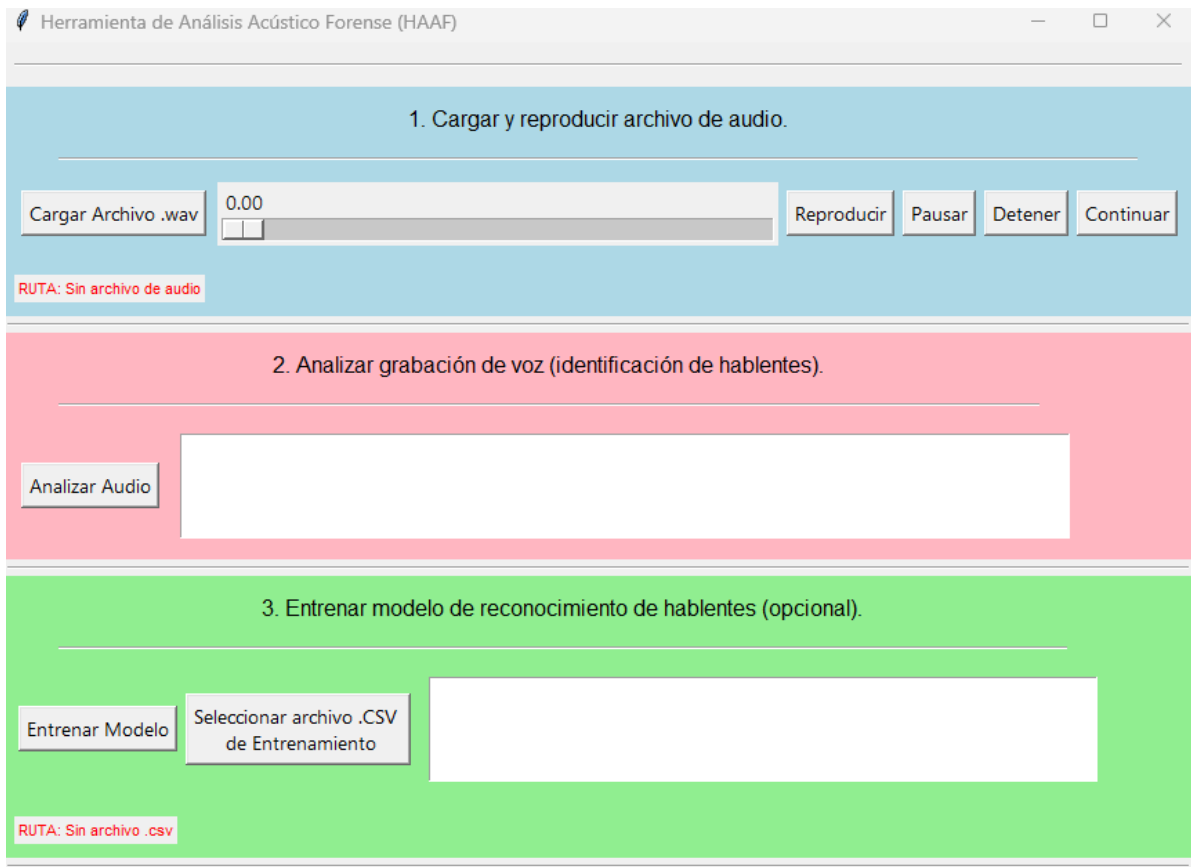 Herramienta de Análisis Acústico Forense (HAAF)
1. Cargar y reproducir archivo de audio.
Cargar Archivo .wav
0.00
Reproducir
Pausar
Detener
Continuar
RUTA: Sin archivo de audio
2. Analizar grabación de voz (identificación de hablentes).
Analizar Audio
3. Entrenar modelo de reconocimiento de hablentes (opcional).
Entrenar Modelo
Seleccionar archivo .CSV
de Entrenamiento
RUTA: Sin archivo .csv